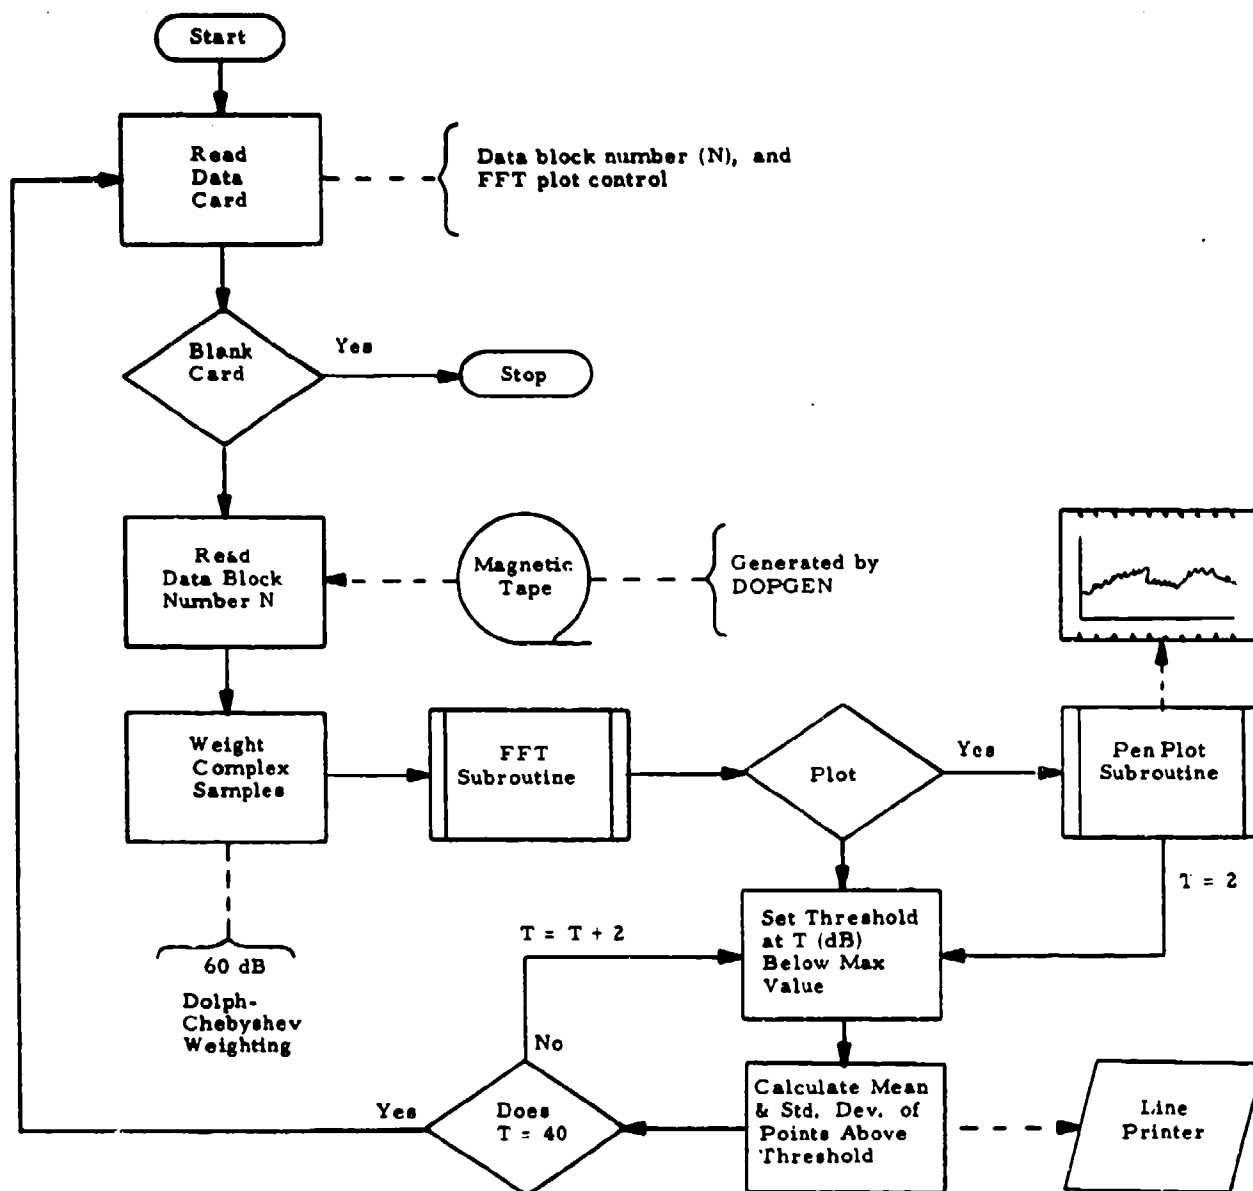 Start
Read
Data
Card
Data block number (N), and
FFT plot control
Blank
Card
Yes
Stop
Read
Data Block
Number N
Magnetic
Tape
Generated by
DOPGEN
Weight
Complex
Samples
FFT
Subroutine
Plot
Yes
Pen Plot
Subroutine
T = 2
60 dB
Dolph-
Chebyshev
Weighting
T = T + 2
Set Threshold
at T (dB)
Below Max
Value
No
Yes
Does
T = 40
Calculate Mean
& Std. Dev. of
Points Above
Threshold
Line
Printer